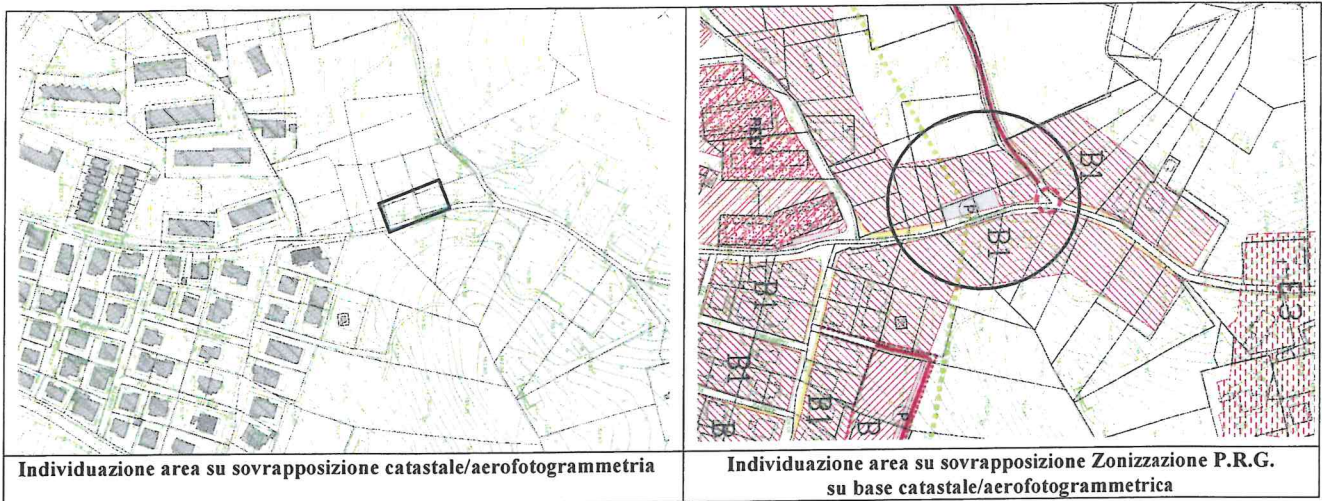 PEEP
B1
P
B1
E3
B1
B1
B1
P
B
B
Individuazione area su sovrapposizione catastale/aerofotogrammetria
Individuazione area su sovrapposizione Zonizzazione P.R.G.
su base catastale/aerofotogrammetrica